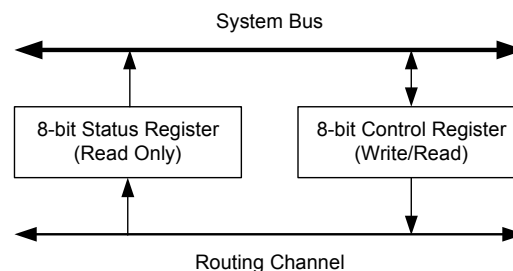 System Bus
8-bit Status Register
(Read Only)
8-bit Control Register
(Write/Read)
Routing Channel